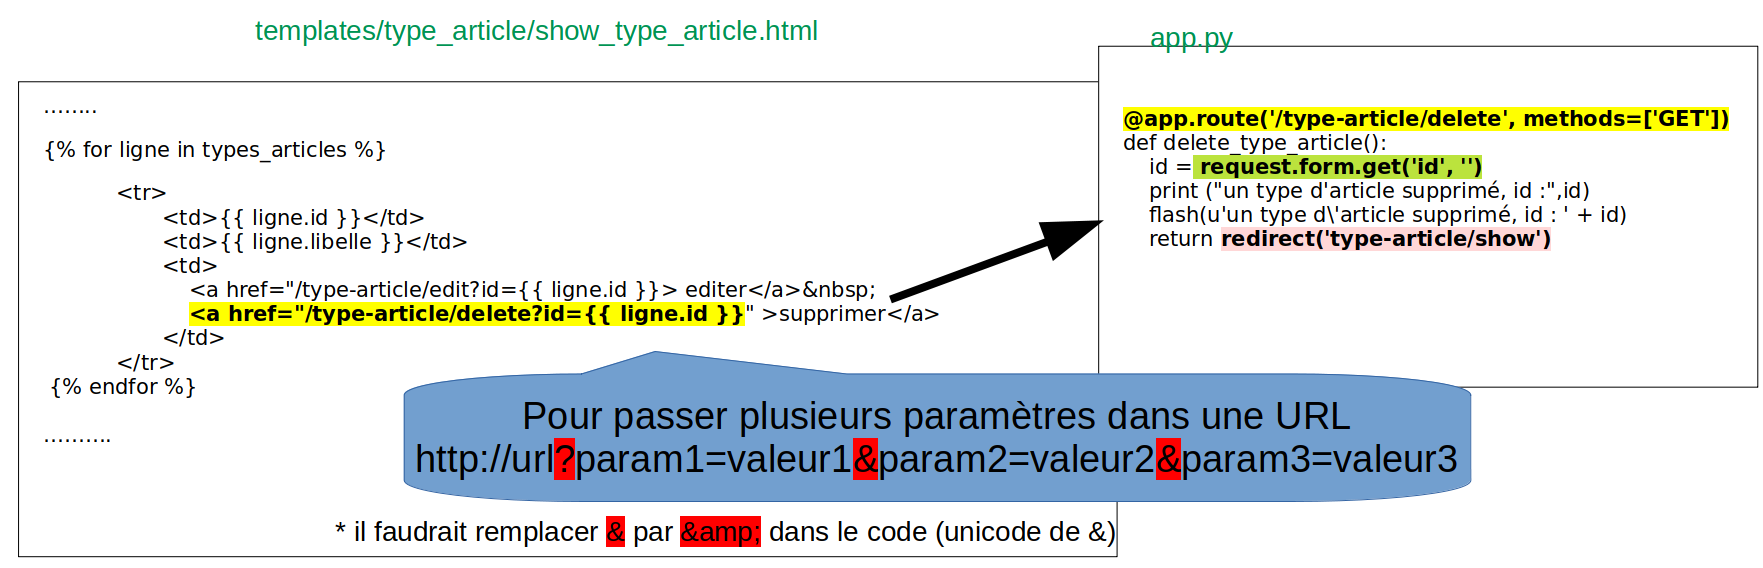 templates/type_article/show_type_article.html
........
{% for ligne in types_articles %}
<tr>
<td>{{ ligne.id }}</td>
<td>{{ ligne.libelle }}</td>
<td>
<a href="/type-article/edit?id={{ ligne.id }}> editer</a>&nbsp;
<a href="/type-article/delete?id={{ ligne.id }}" >supprimer</a>
</td>
</tr>
{% endfor %}
..........
app.py
@app.route('/type-article/delete', methods=['GET'])
def delete_type_article():
id = request.form.get('id', '')
print ("un type d'article supprimé, id :",id)
flash(u'un type d\'article supprimé, id : ' + id)
return redirect('type-article/show')
Pour passer plusieurs paramètres dans une URL
http://url?param1=valeur1&param2=valeur2&param3=valeur3
* il faudrait remplacer & par &amp; dans le code (unicode de &)